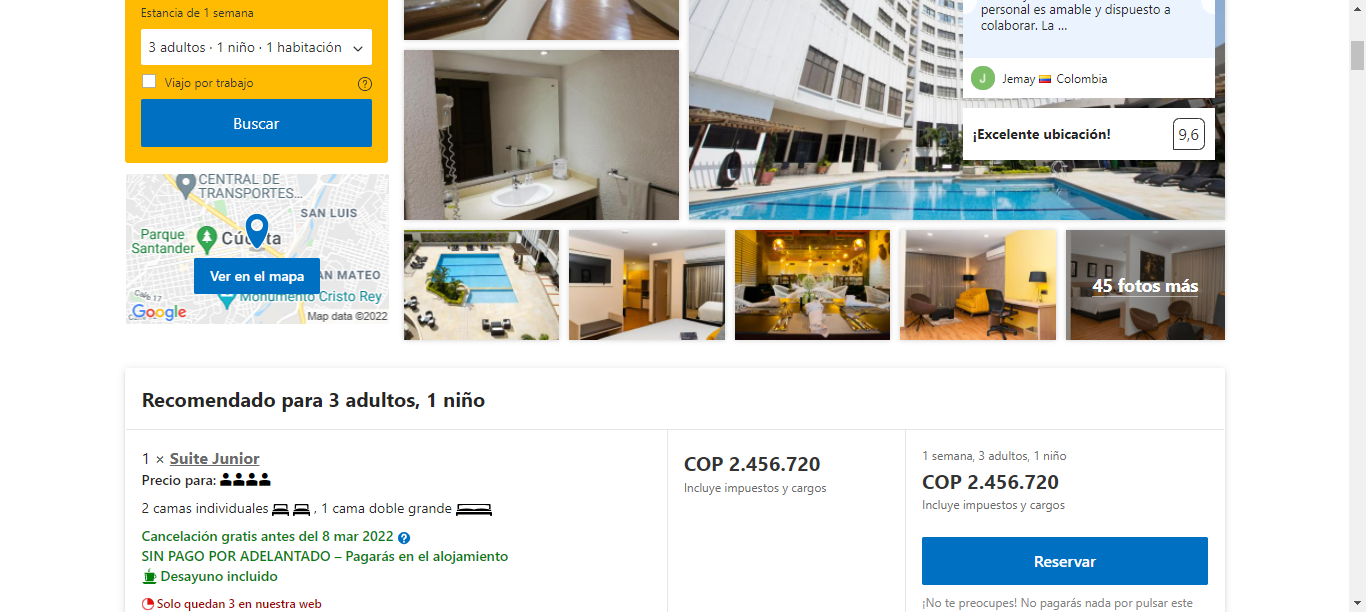 Estancia de 1 semana
3 adultos · 1 niño · 1 habitación
Viajo por trabajo
?
Buscar
CENTRAL DE
TRANSPORTES...
SAN LUIS
Parque
Santander
Ver en el mapa
AN MATEO
Monumento Cristo Rey
Calle 17
Google
Map data ©2022
personal es amable y dispuesto a
colaborar. La ...
J
Jemay Colombia
¡Excelente ubicación!
9,6
45 fotos más
Recomendado para 3 adultos, 1 niño
1 × Suite Junior
Precio para:
2 camas individuales , 1 cama doble grande
Cancelación gratis antes del 8 mar 2022 ?
SIN PAGO POR ADELANTADO – Pagarás en el alojamiento
Desayuno incluido
Solo quedan 3 en nuestra web
COP 2.456.720
Incluye impuestos y cargos
1 semana, 3 adultos, 1 niño
COP 2.456.720
Incluye impuestos y cargos
Reservar
¡No te preocupes! No pagarás nada por pulsar este